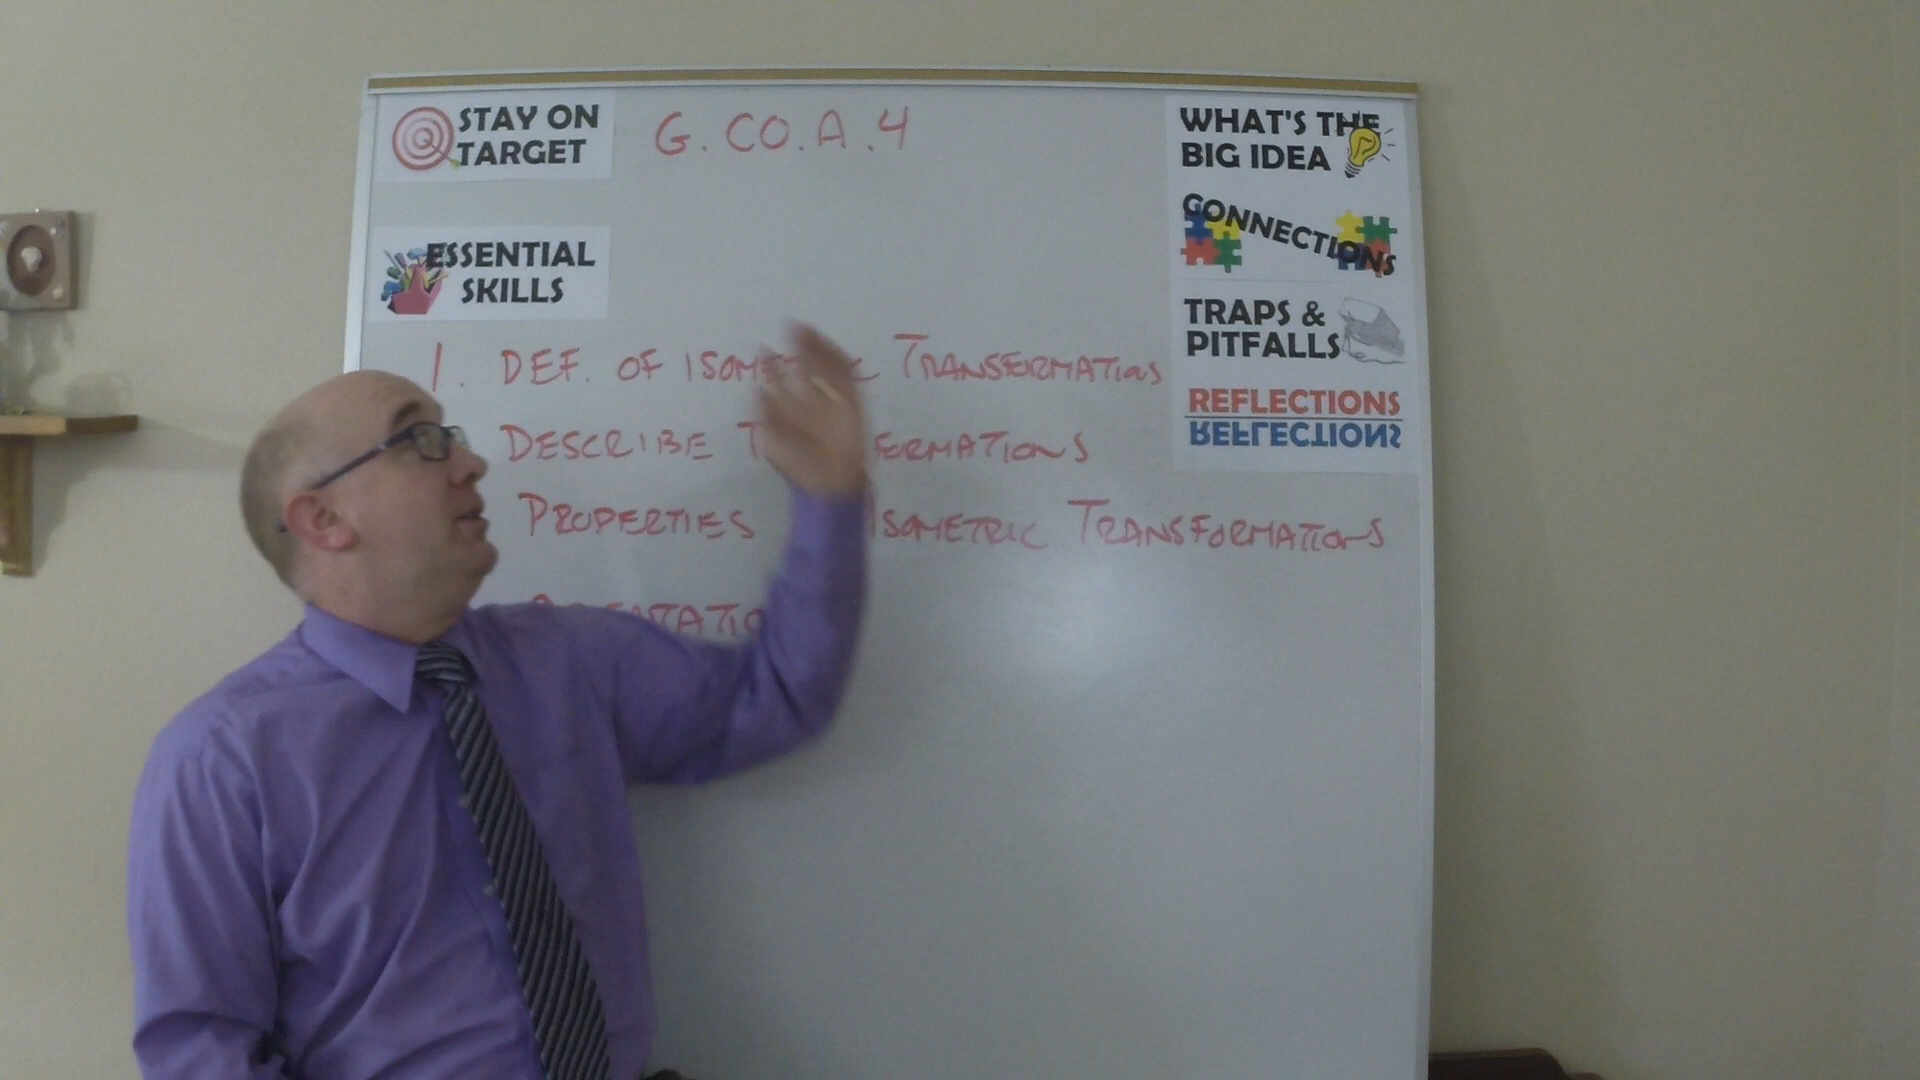 STAY ON
TARGET
G.CO.A.4
WHAT'S THE
BIG IDEA
CONNECTIONS
ESSENTIAL
SKILLS
TRAPS &
PITFALLS
REFLECTIONS
REFLECTIONS
1. DEF. OF TRANSFORMATIONS
DESCRIBE
PROPERTIES ISOMETRIC TRANSFORMATIONS